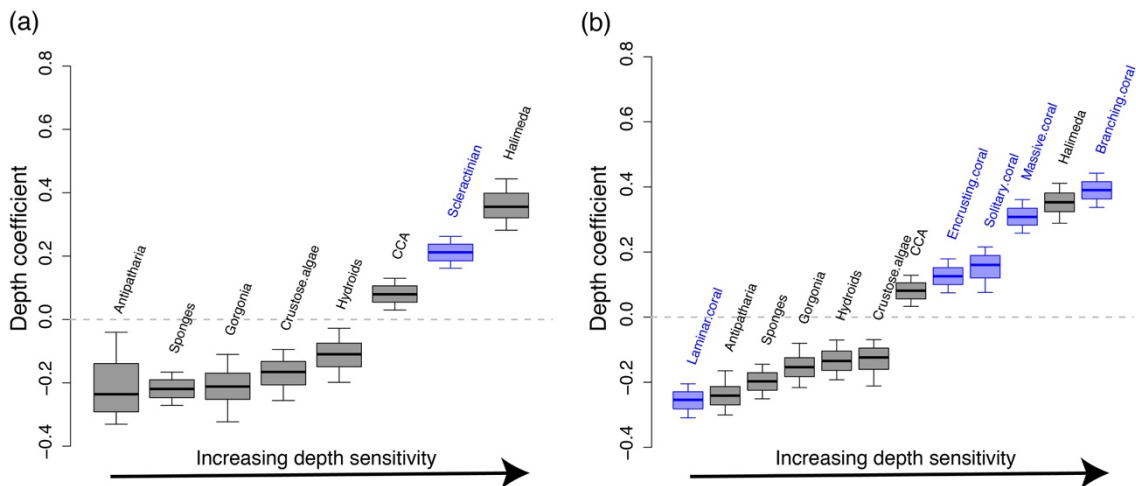 (a)
Depth coefficient
0.8
0.6
0.4
0.2
0.0
−0.2
−0.4
Antipatharia
Sponges
Gorgonia
Crustose.algae
Hydroids
CCA
Scleractinian
Halimeda
Increasing depth sensitivity
(b)
Depth coefficient
0.8
0.6
0.4
0.2
0.0
−0.2
−0.4
Laminar.coral
Antipatharia
Sponges
Gorgonia
Hydroids
Crustose.algae
CCA
Encrusting.coral
Solitary.coral
Massive.coral
Halimeda
Branching.coral
Increasing depth sensitivity